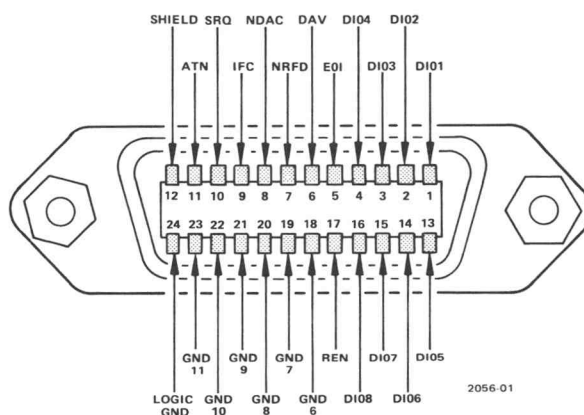 SHIELD SRQ NDAC DAV DI04 DI02
ATN IFC NRFD EOI DI03 DI01
12 11 10 9 8 7 6 5 4 3 2 1
24 23 22 21 20 19 18 17 16 15 14 13
GND 11 GND 9 GND 7 REN DI07 DI05
LOGIC GND GND 10 GND 8 GND 6 DI08 DI06
2056-01